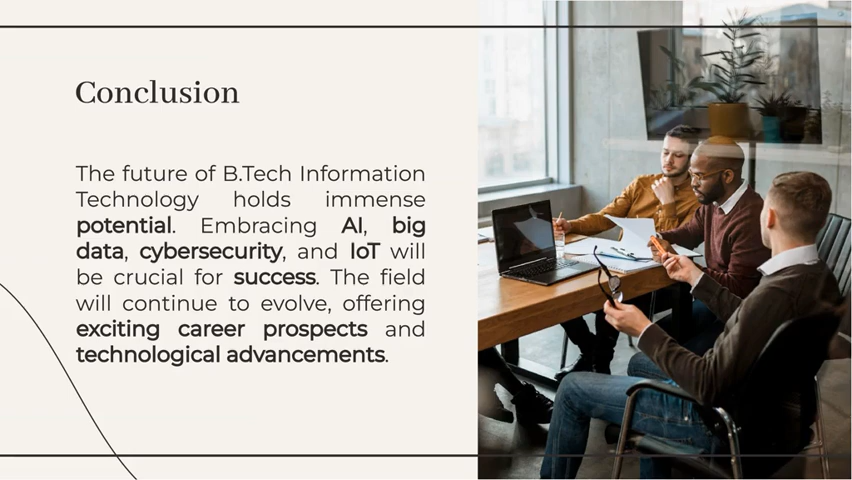 Conclusion
The future of B.Tech Information
Technology holds immense
potential. Embracing AI, big
data, cybersecurity, and IoT will
be crucial for success. The field
will continue to evolve, offering
exciting career prospects and
technological advancements.